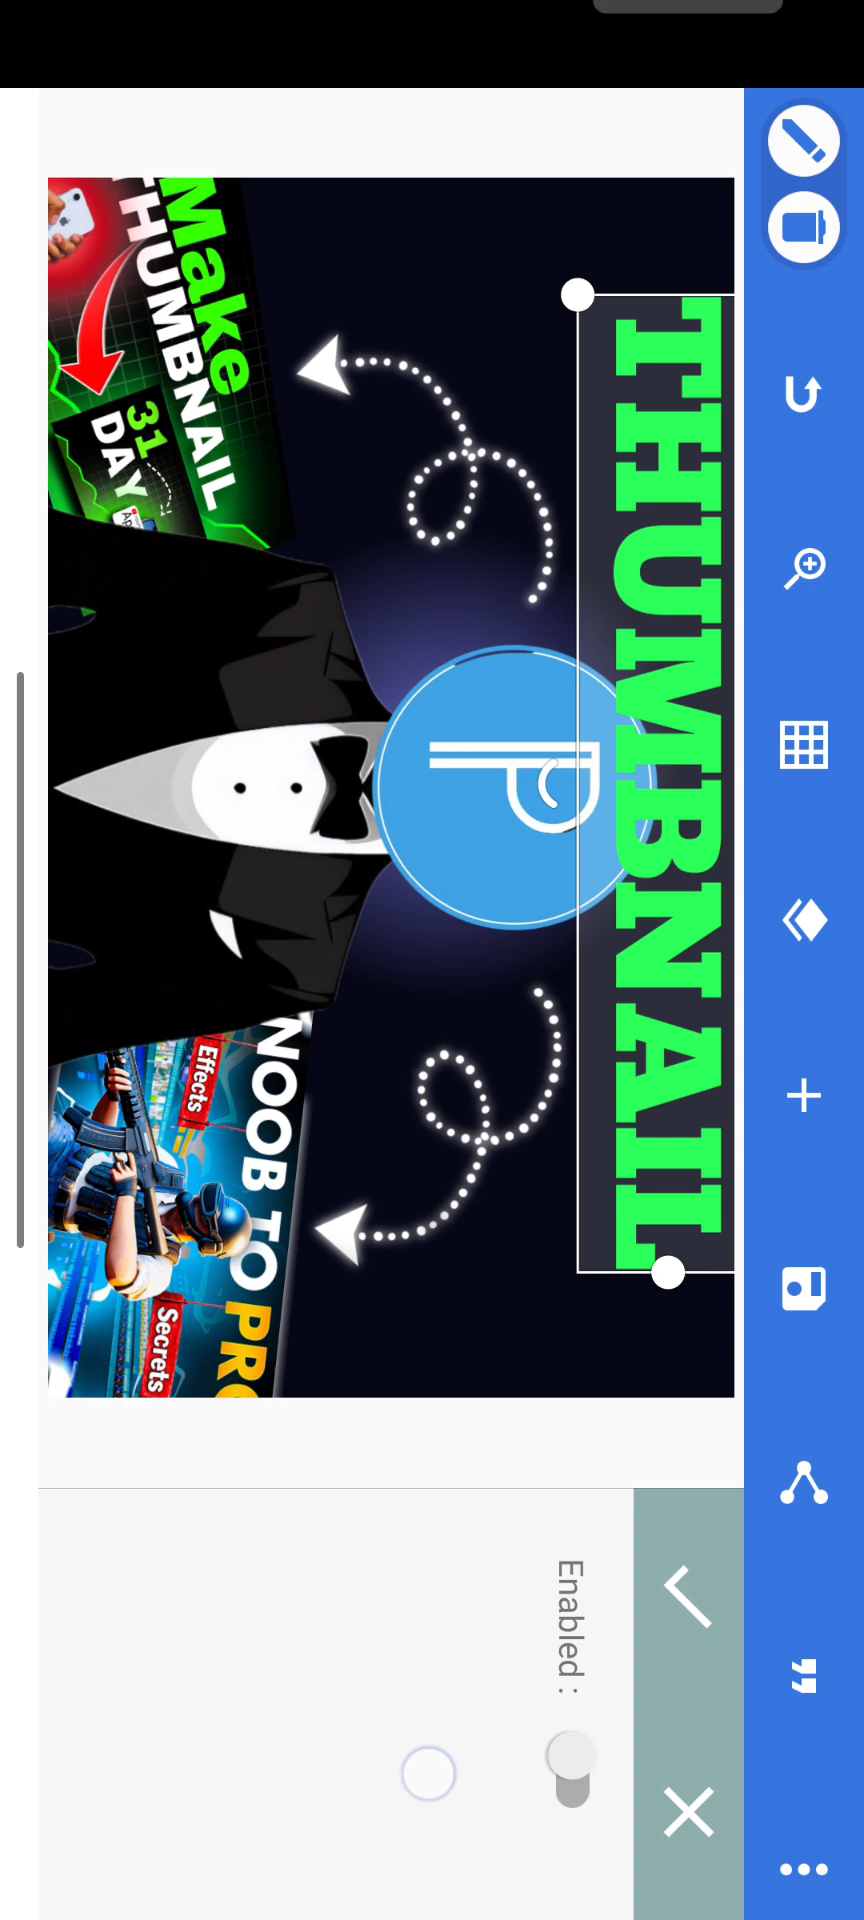 THUMBNAIL
Make
THUMBNAIL
31
DAY
NOOB TO PRO
Effects
Secrets
Enabled :